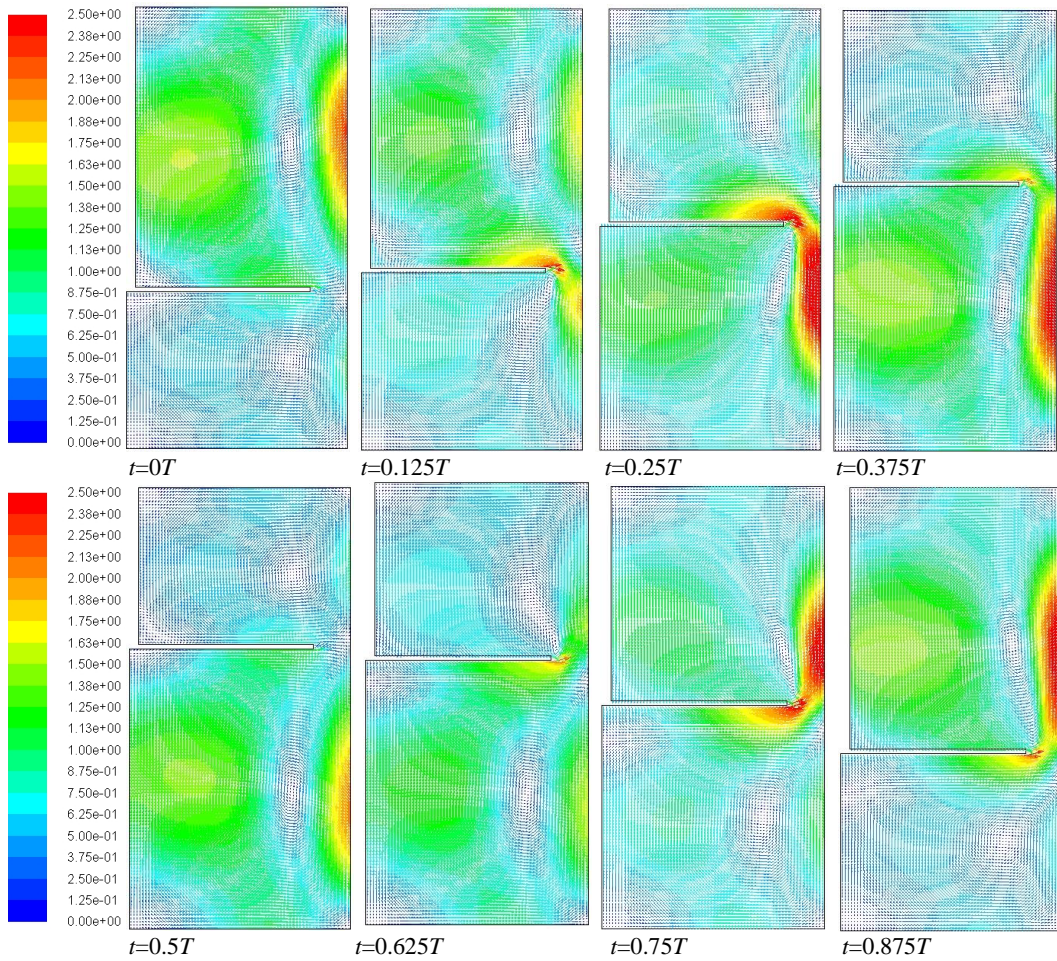 2.50e+00
2.38e+00
2.25e+00
2.13e+00
2.00e+00
1.88e+00
1.75e+00
1.63e+00
1.50e+00
1.38e+00
1.25e+00
1.13e+00
1.00e+00
8.75e-01
7.50e-01
6.25e-01
5.00e-01
3.75e-01
2.50e-01
1.25e-01
0.00e+00
t=0T
t=0.125T
t=0.25T
t=0.375T
2.50e+00
2.38e+00
2.25e+00
2.13e+00
2.00e+00
1.88e+00
1.75e+00
1.63e+00
1.50e+00
1.38e+00
1.25e+00
1.13e+00
1.00e+00
8.75e-01
7.50e-01
6.25e-01
5.00e-01
3.75e-01
2.50e-01
1.25e-01
0.00e+00
t=0.5T
t=0.625T
t=0.75T
t=0.875T